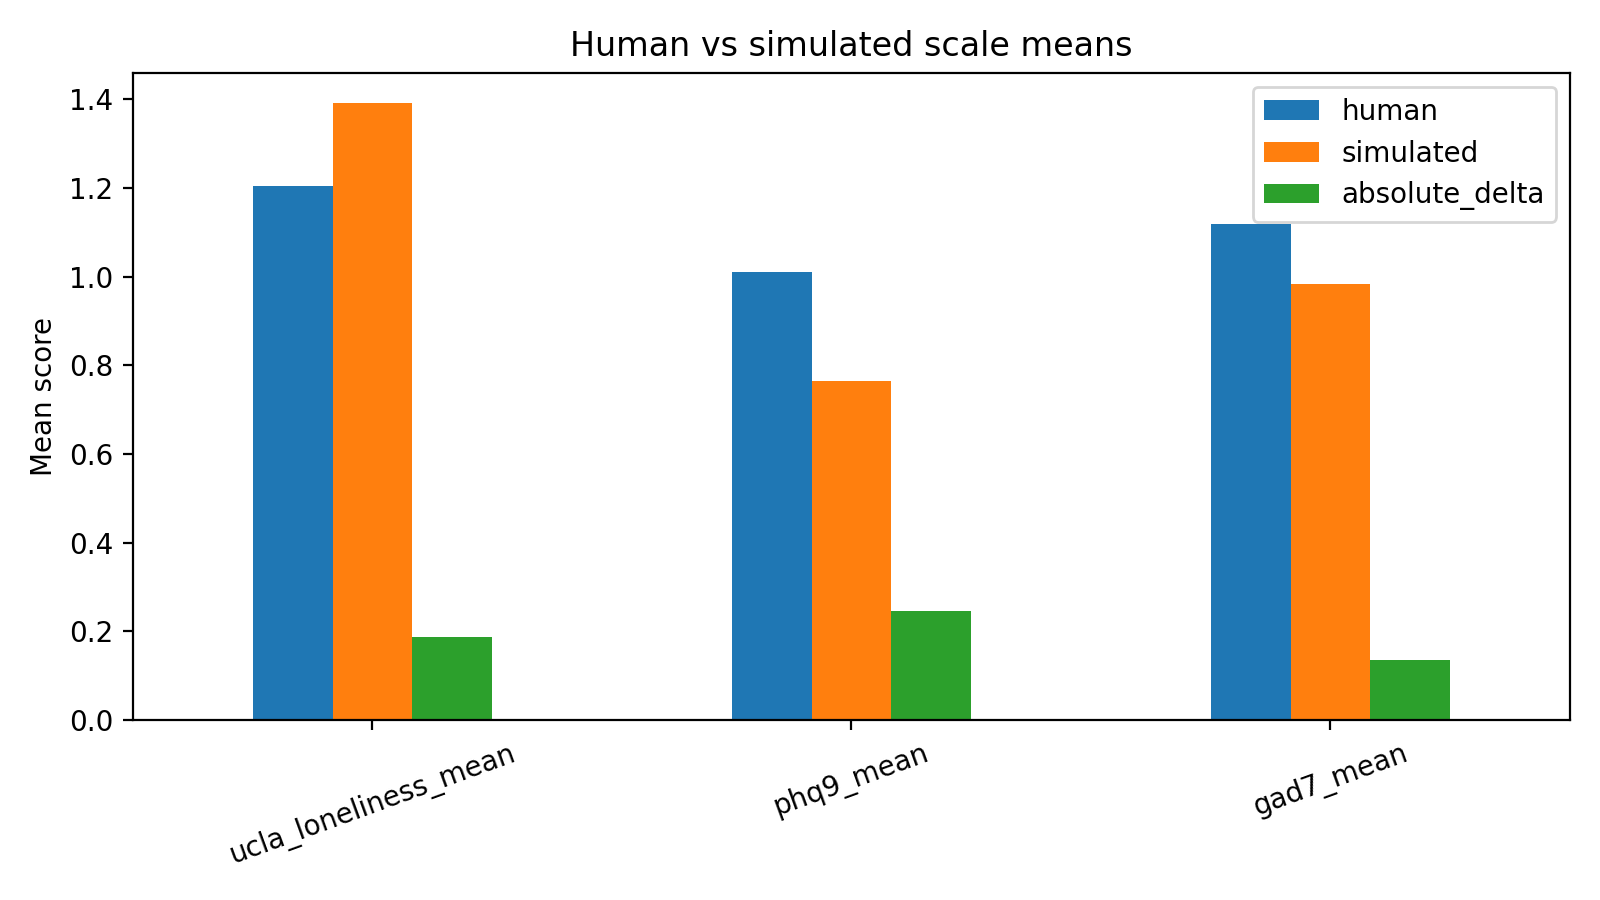 Human vs simulated scale means
1.4
1.2
1.0
0.8
0.6
0.4
0.2
0.0
Mean score
human
simulated
absolute_delta
ucla_loneliness_mean
phq9_mean
gad7_mean